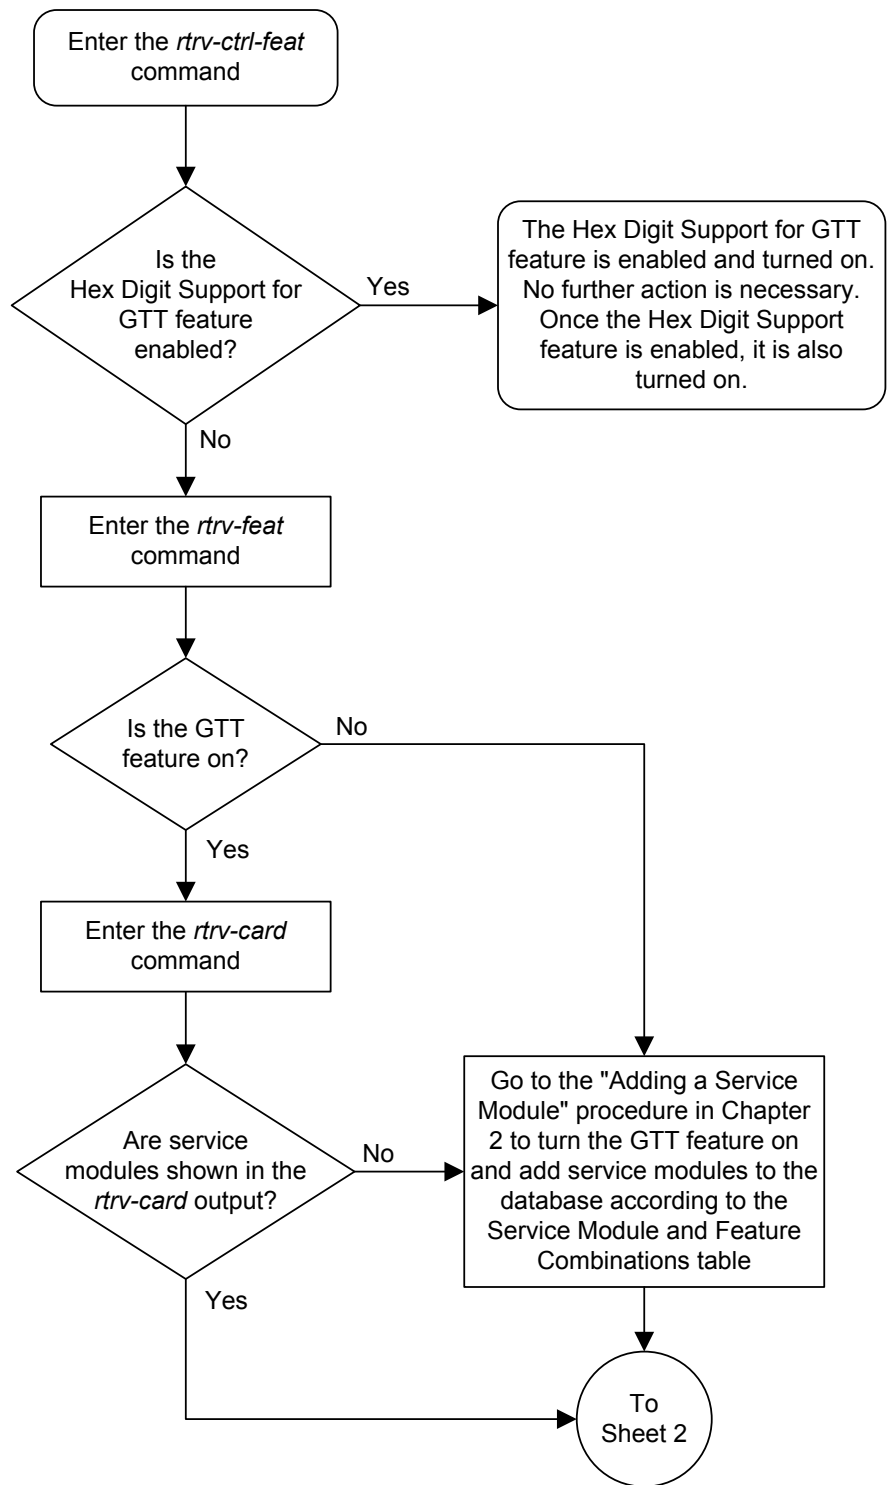 Enter the rtrv-ctrl-feat
command
Is the
Hex Digit Support for
GTT feature
enabled?
Yes
The Hex Digit Support for GTT
feature is enabled and turned on.
No further action is necessary.
Once the Hex Digit Support
feature is enabled, it is also
turned on.
No
Enter the rtrv-feat
command
Is the GTT
feature on?
No
Yes
Enter the rtrv-card
command
Are service
modules shown in the
rtrv-card output?
No
Go to the "Adding a Service
Module" procedure in Chapter
2 to turn the GTT feature on
and add service modules to the
database according to the
Service Module and Feature
Combinations table
Yes
To
Sheet 2